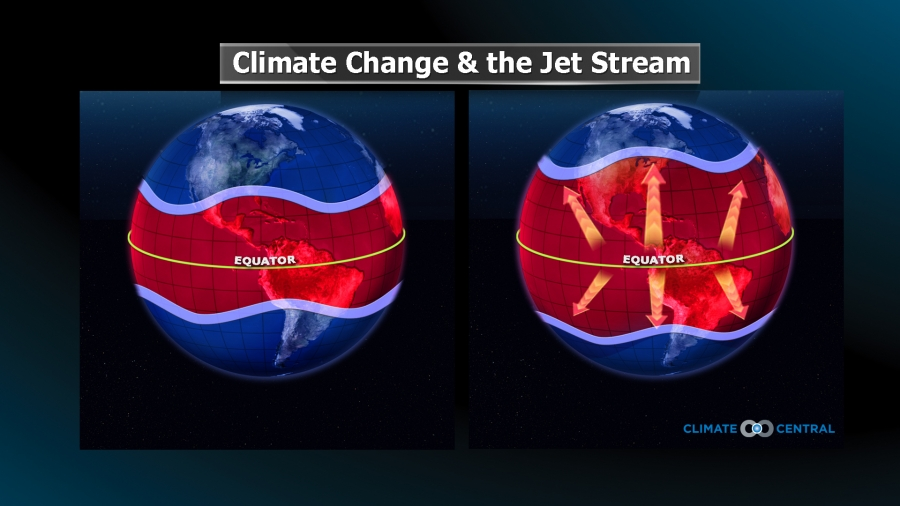 Climate Change & the Jet Stream
EQUATOR
EQUATOR
CLIMATE CENTRAL